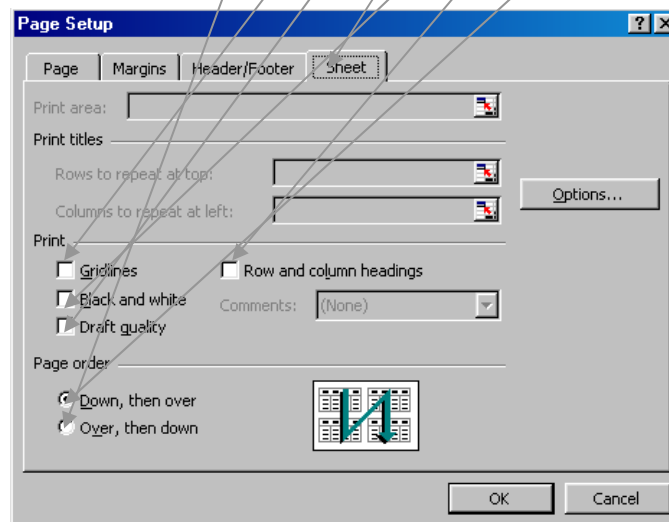 Page Setup
Page Margins Header/Footer Sheet
Print area:
Print titles
Rows to repeat at top:
Columns to repeat at left:
Options...
Print
Gridlines Row and column headings
Black and white Comments: (None)
Draft quality
Page order
Down, then over
Over, then down
OK Cancel